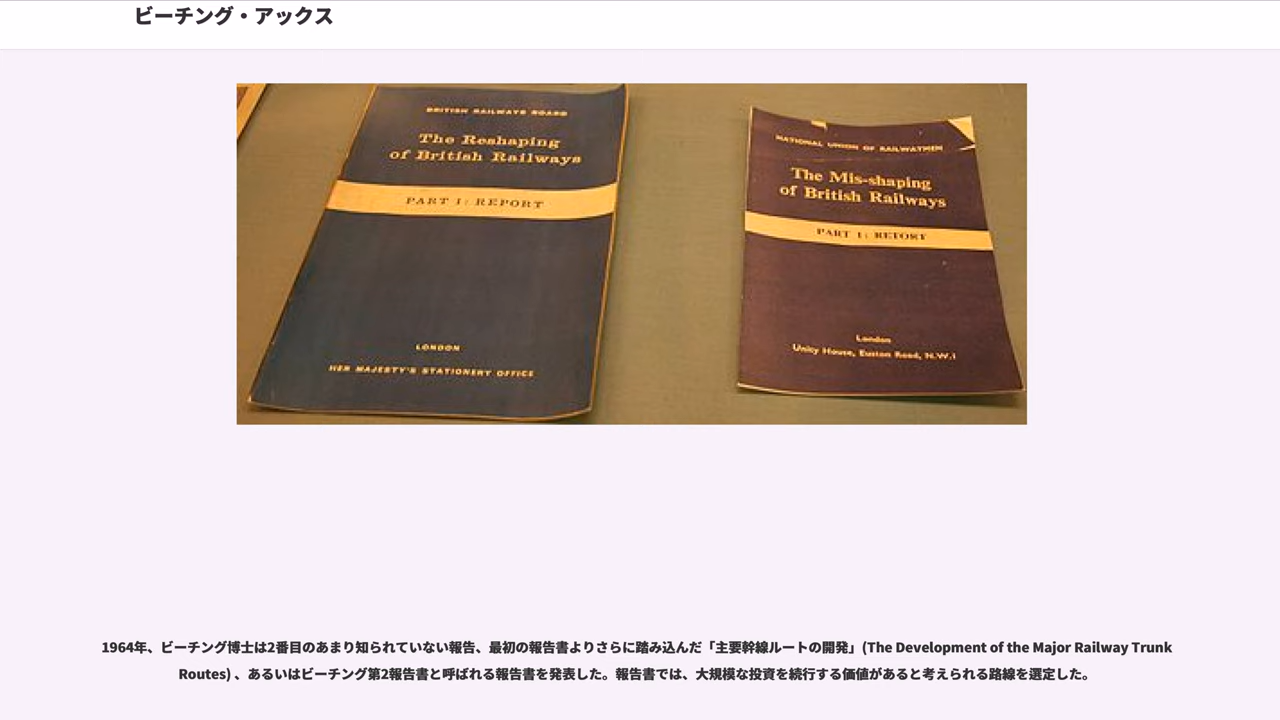 ビーチング・アックス
BRITISH RAILWAYS BOARD
The Reshaping
of British Railways
PART 1: REPORT
LONDON
HER MAJESTY'S STATIONERY OFFICE
NATIONAL UNION OF RAILWAYMEN
The Mis-shaping
of British Railways
PART 1: RETORT
London
Unity House, Euston Road, N.W.1
1964年、ビーチング博士は2番目のあまり知られていない報告、最初の報告書よりさらに踏み込んだ「主要幹線ルートの開発」(The Development of the Major Railway Trunk
Routes) 、あるいはビーチング第2報告書と呼ばれる報告書を発表した。報告書では、大規模な投資を続行する価値があると考えられる路線を選定した。